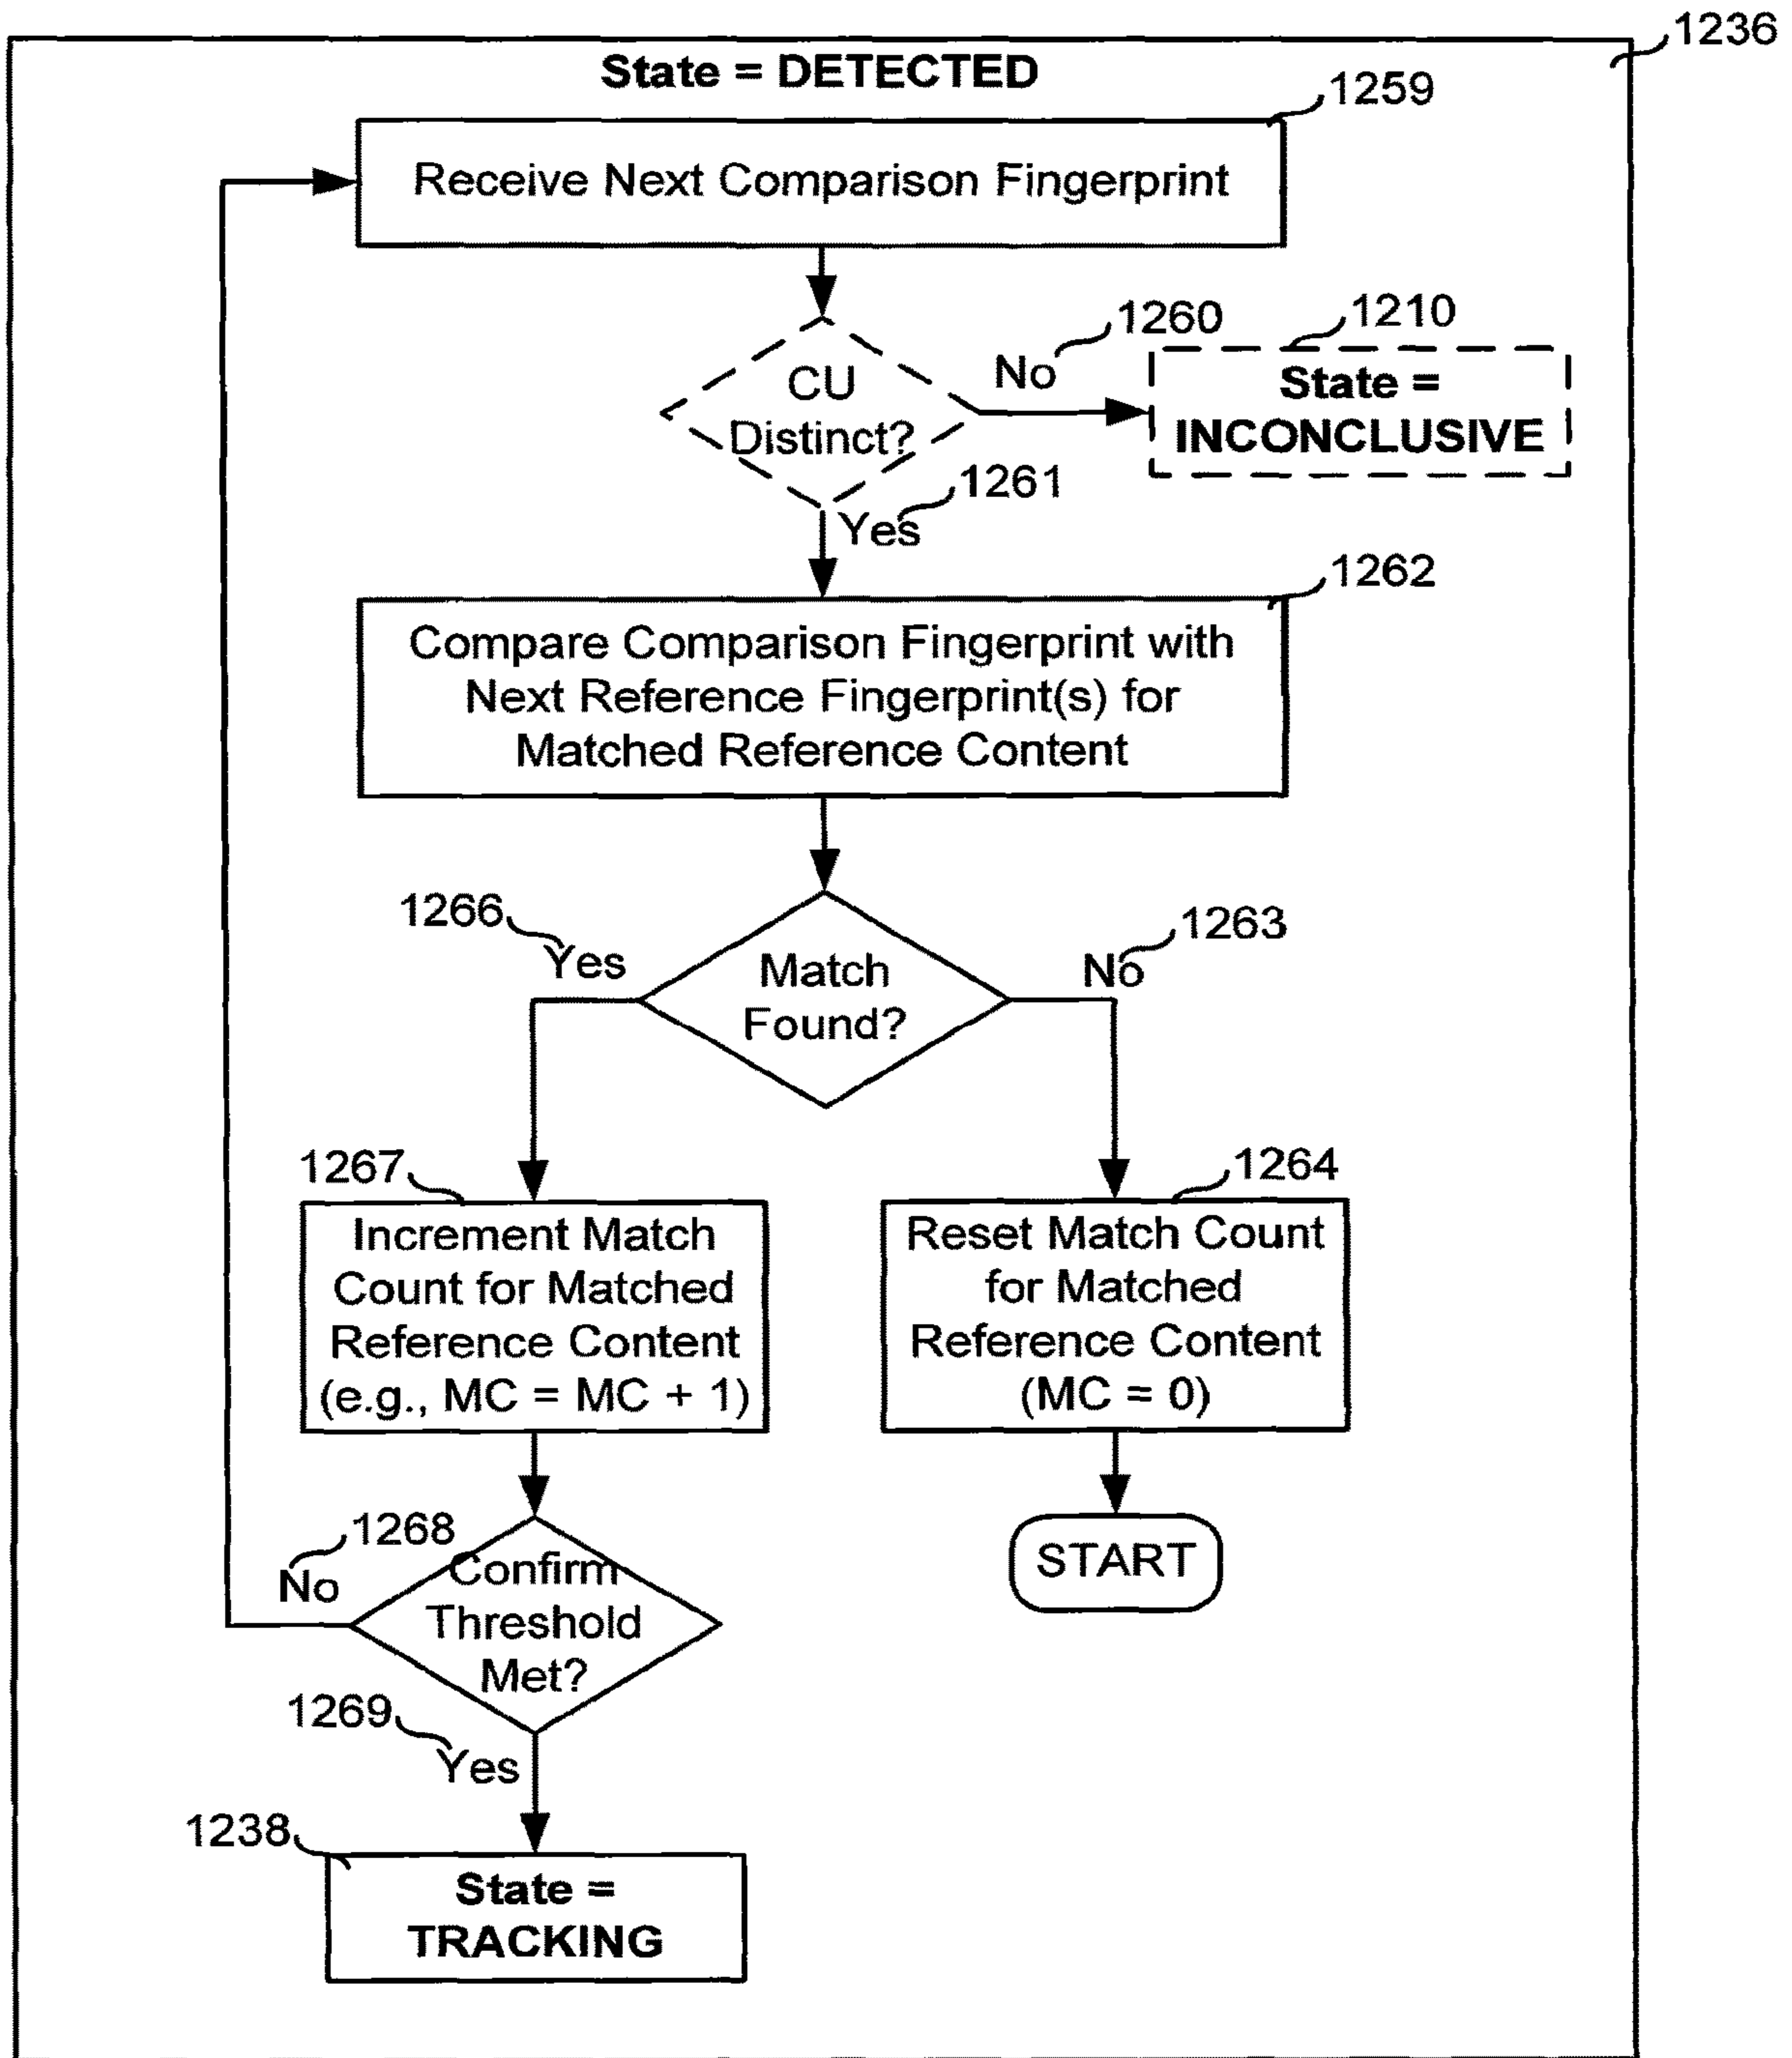 1236
State = DETECTED
1259
Receive Next Comparison Fingerprint
1260
1210
No
CU
Distinct?
State =
INCONCLUSIVE
1261
Yes
1262
Compare Comparison Fingerprint with
Next Reference Fingerprint(s) for
Matched Reference Content
1266
Yes
1263
No
Match
Found?
1267
Increment Match
Count for Matched
Reference Content
(e.g., MC = MC + 1)
1264
Reset Match Count
for Matched
Reference Content
(MC = 0)
1268
No
Confirm
Threshold
Met?
START
1269
Yes
1238
State =
TRACKING